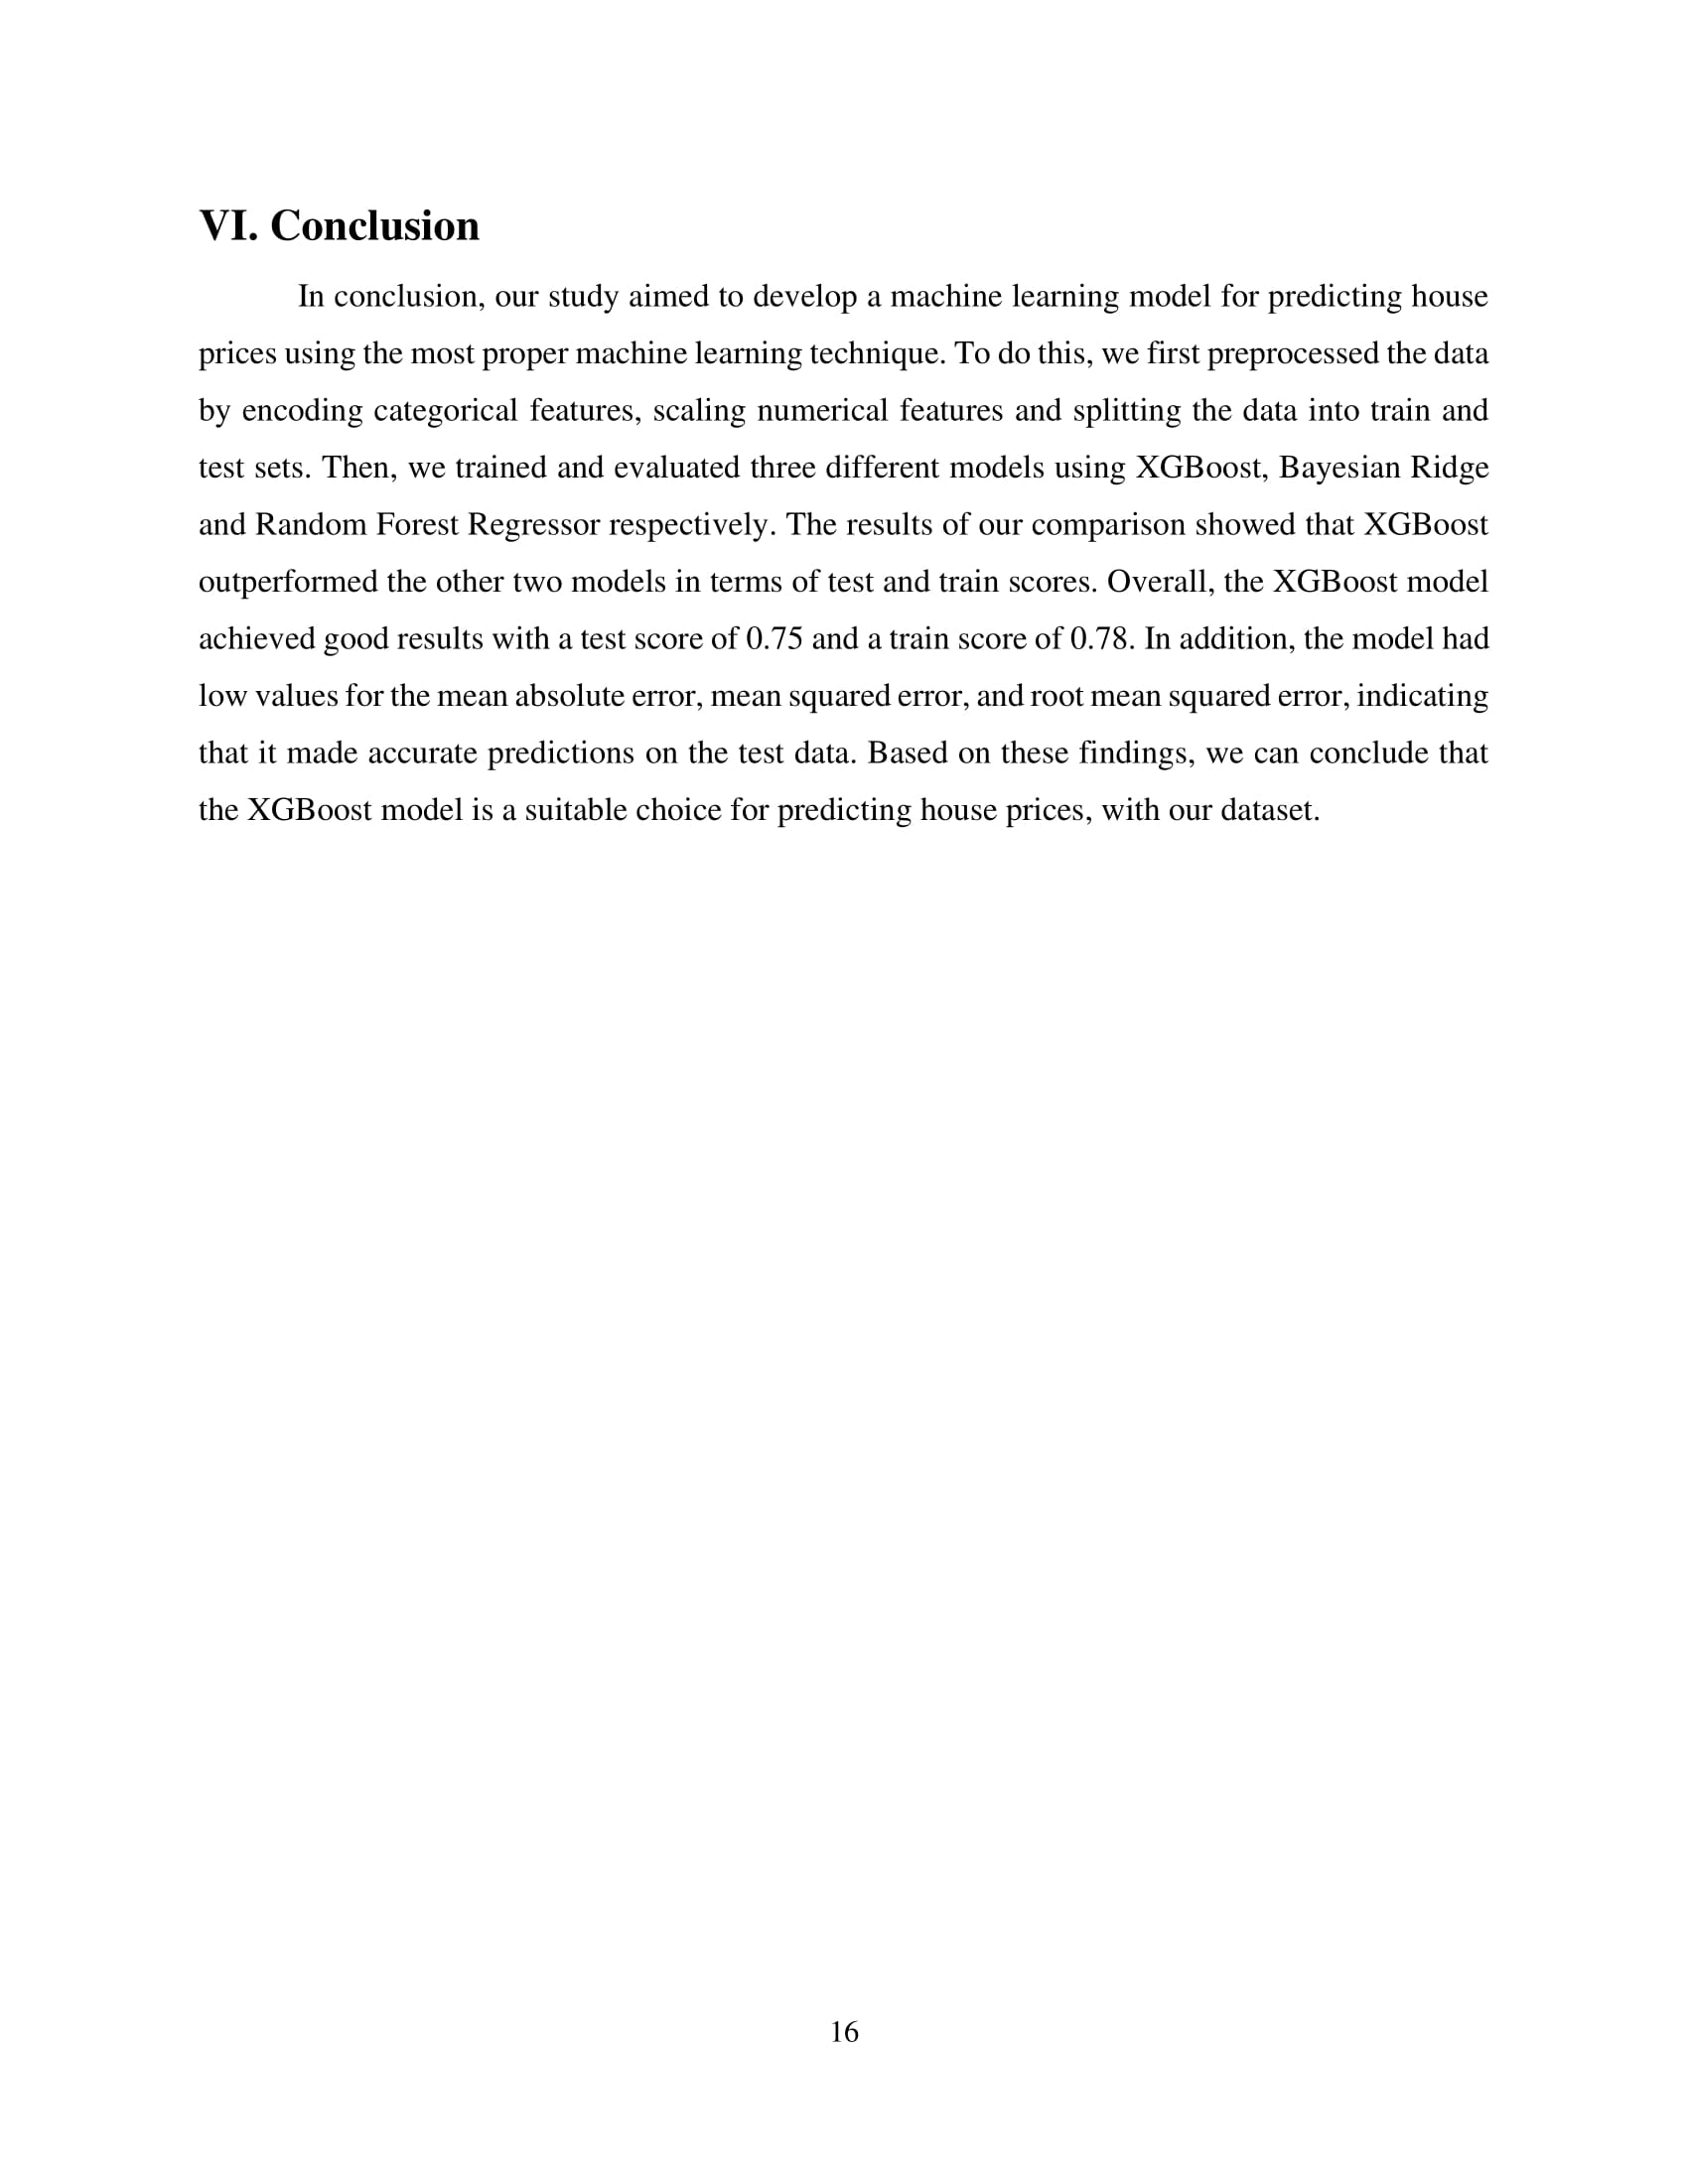 VI. Conclusion
In conclusion, our study aimed to develop a machine learning model for predicting house
prices using the most proper machine learning technique. To do this, we first preprocessed the data
by encoding categorical features, scaling numerical features and splitting the data into train and
test sets. Then, we trained and evaluated three different models using XGBoost, Bayesian Ridge
and Random Forest Regressor respectively. The results of our comparison showed that XGBoost
outperformed the other two models in terms of test and train scores. Overall, the XGBoost model
achieved good results with a test score of 0.75 and a train score of 0.78. In addition, the model had
low values for the mean absolute error, mean squared error, and root mean squared error, indicating
that it made accurate predictions on the test data. Based on these findings, we can conclude that
the XGBoost model is a suitable choice for predicting house prices, with our dataset.
16